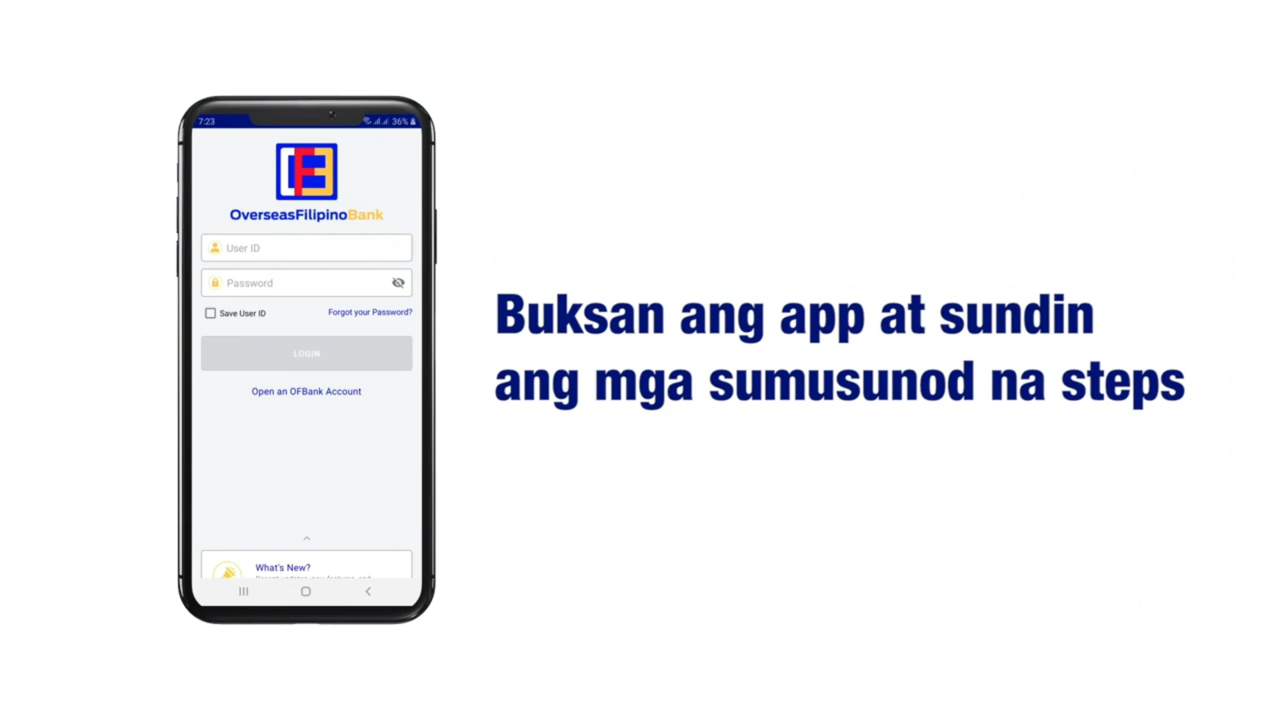 7:23
36%
OverseasFilipinoBank
User ID
Password
Save User ID
Forgot your Password?
LOGIN
Open an OFBank Account
What's New?
Buksan ang app at sundin
ang mga sumusunod na steps